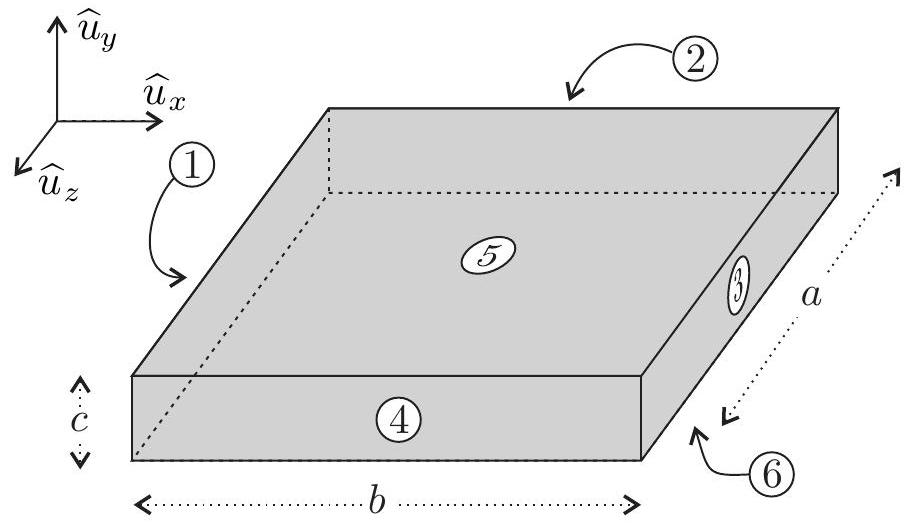 û_y
û_x
û_z
②
①
⑤
③
a
④
c
⑥
b